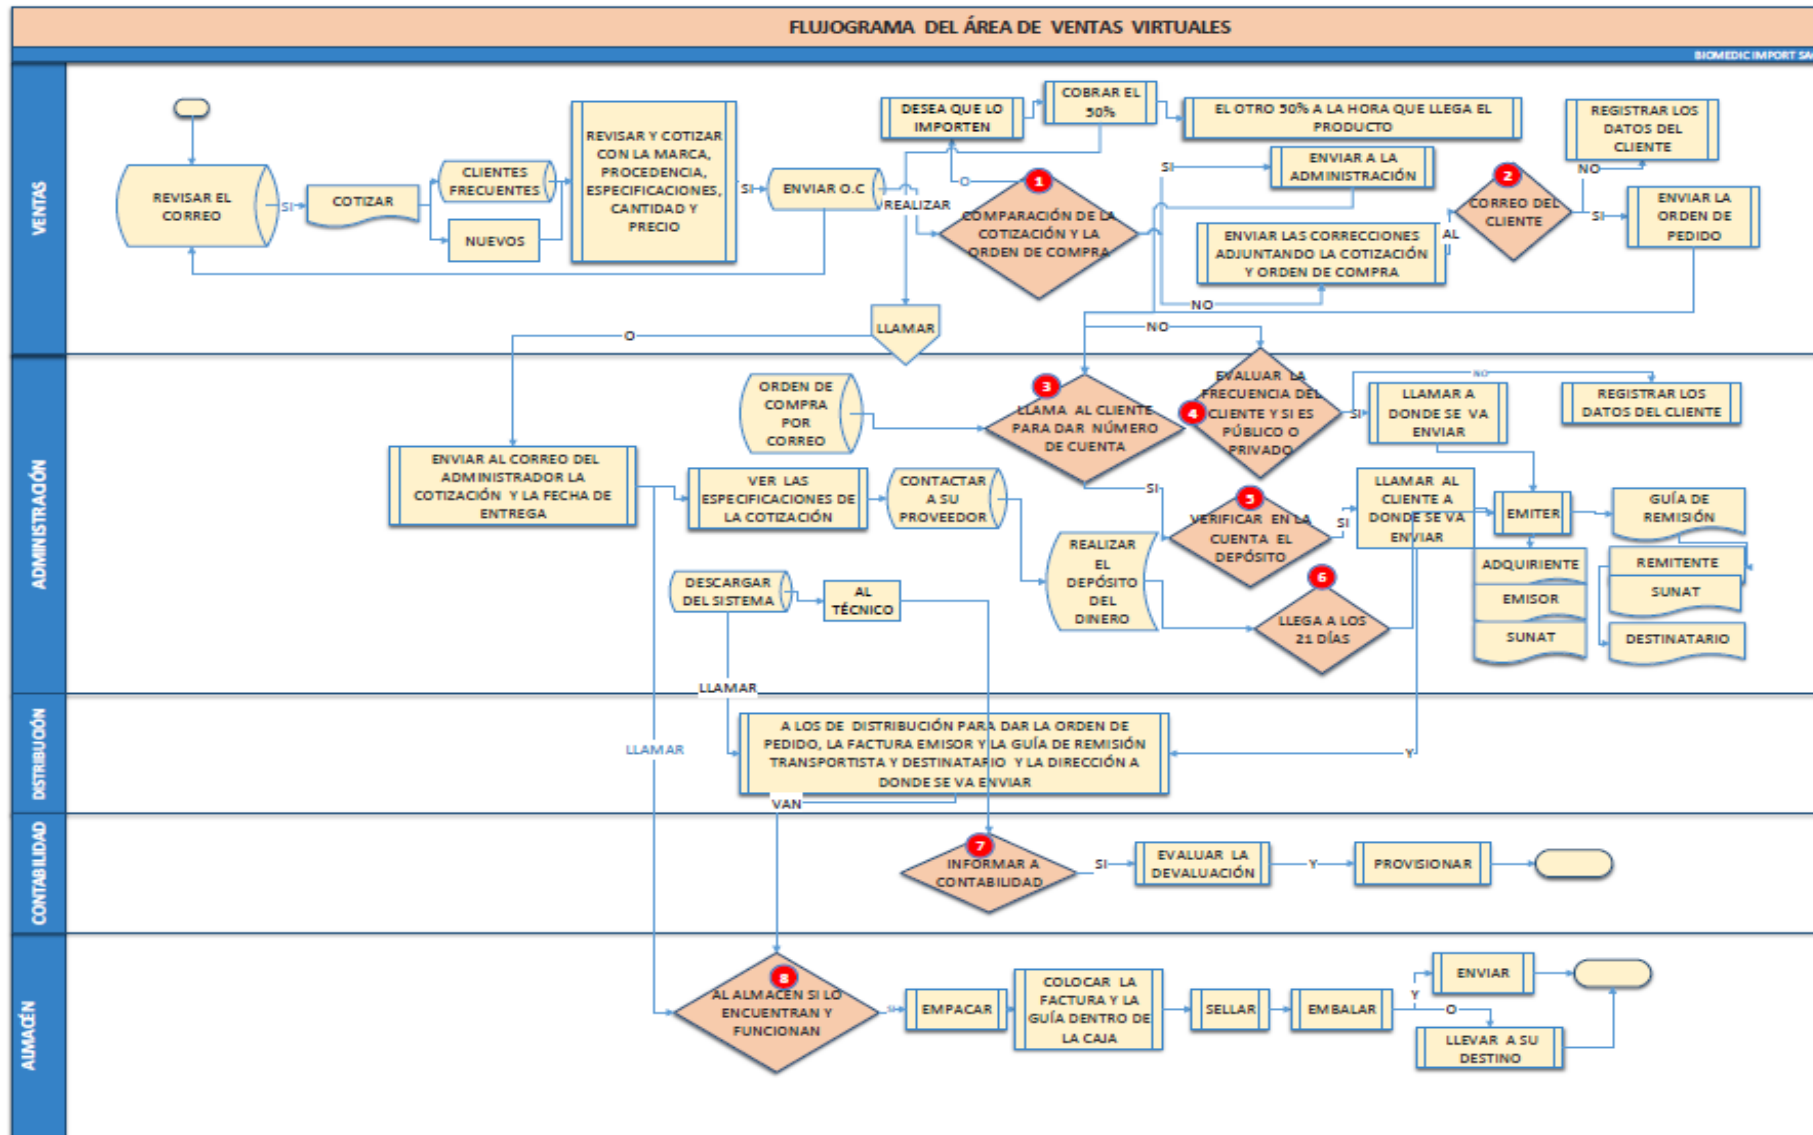 FLUJOGRAMA DEL ÁREA DE VENTAS VIRTUALES
BIOMEDIC IMPORT SAC
VENTAS
REVISAR EL
CORREO
SI
COTIZAR
CLIENTES
FRECUENTES
NUEVOS
REVISAR Y COTIZAR
CON LA MARCA,
PROCEDENCIA,
ESPECIFICACIONES,
CANTIDAD Y
PRECIO
SI
ENVIAR O.C
REALIZAR
DESEA QUE LO
IMPORTEN
COBRAR EL
50%
EL OTRO 50% A LA HORA QUE LLEGA EL
PRODUCTO
O
1
COMPARACIÓN DE LA
COTIZACIÓN Y LA
ORDEN DE COMPRA
SI
ENVIAR A LA
ADMINISTRACIÓN
NO
ENVIAR LAS CORRECCIONES
ADJUNTANDO LA COTIZACIÓN
Y ORDEN DE COMPRA
AL
2
CORREO DEL
CLIENTE
NO
REGISTRAR LOS
DATOS DEL
CLIENTE
SI
ENVIAR LA
ORDEN DE
PEDIDO
LLAMAR
O
NO
ADMINISTRACIÓN
ORDEN DE
COMPRA
POR
CORREO
3
LLAMA AL CLIENTE
PARA DAR NÚMERO
DE CUENTA
4
EVALUAR LA
FRECUENCIA DEL
CLIENTE Y SI ES
PÚBLICO O
PRIVADO
NO
REGISTRAR LOS
DATOS DEL CLIENTE
SI
LLAMAR A
DONDE SE VA
ENVIAR
ENVIAR AL CORREO DEL
ADMINISTRADOR LA
COTIZACIÓN Y LA FECHA DE
ENTREGA
VER LAS
ESPECIFICACIONES DE
LA COTIZACIÓN
CONTACTAR
A SU
PROVEEDOR
SI
5
VERIFICAR EN LA
CUENTA EL
DEPÓSITO
SI
LLAMAR AL
CLIENTE A
DONDE SE VA
ENVIAR
EMITER
GUÍA DE
REMISIÓN
REMITENTE
SUNAT
DESTINATARIO
ADQUIRIENTE
EMISOR
SUNAT
REALIZAR
EL
DEPÓSITO
DEL
DINERO
6
LLEGA A LOS
21 DÍAS
DESCARGAR
DEL SISTEMA
AL
TÉCNICO
LLAMAR
DISTRIBUCIÓN
LLAMAR
A LOS DE DISTRIBUCIÓN PARA DAR LA ORDEN DE
PEDIDO, LA FACTURA EMISOR Y LA GUÍA DE REMISIÓN
TRANSPORTISTA Y DESTINATARIO Y LA DIRECCIÓN A
DONDE SE VA ENVIAR
Y
VAN
CONTABILIDAD
7
INFORMAR A
CONTABILIDAD
SI
EVALUAR LA
DEVALUACIÓN
Y
PROVISIONAR
ALMACÉN
8
AL ALMACEN SI LO
ENCUENTRAN Y
FUNCIONAN
SI
EMPACAR
COLOCAR LA
FACTURA Y LA
GUÍA DENTRO DE
LA CAJA
SELLAR
EMBALAR
Y
ENVIAR
O
LLEVAR A SU
DESTINO